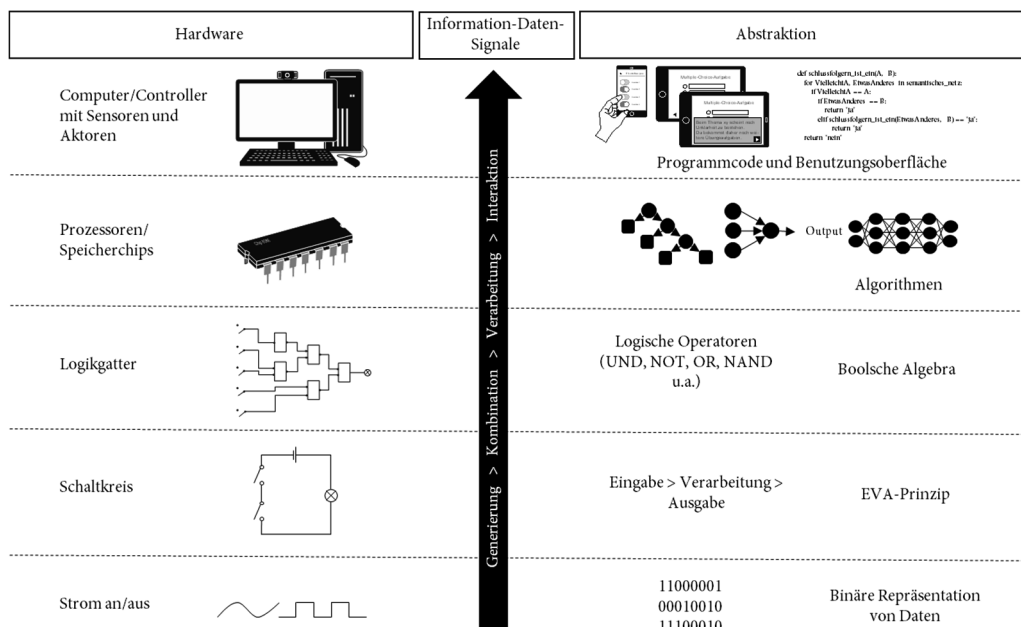 Hardware
Information-Daten-
Signale
Abstraktion
Computer/Controller
mit Sensoren und
Aktoren
Multiple-Choice-Aufgabe
Multiple-Choice-Aufgabe
def schlussfolgern_ist_ein(A, B):
for VielleichtA, EtwasAnderes in semantisches_netz:
if VielleichtA == A:
if EtwasAnderes == B:
return "ja"
elif schlussfolgern_ist_ein(EtwasAnderes, B) == "ja":
return "ja"
return "nein"
Programmcode und Benutzungsoberfläche
Prozessoren/
Speicherchips
Output
Algorithmen
Logikgatter
Logische Operatoren
(UND, NOT, OR, NAND
u.a.)
Boolsche Algebra
Schaltkreis
Eingabe > Verarbeitung >
Ausgabe
EVA-Prinzip
Strom an/aus
11000001
00010010
11100010
Binäre Repräsentation
von Daten
Generierung > Kombination > Verarbeitung > Interaktion